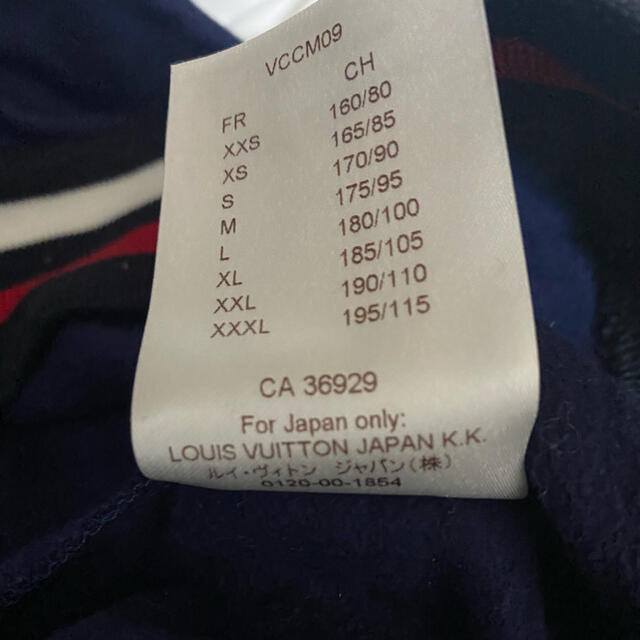 VCCM09
FR CH
XXS 160/80
XS 165/85
S 170/90
M 175/95
L 180/100
XL 185/105
XXL 190/110
XXXL 195/115
CA 36929
For Japan only:
LOUIS VUITTON JAPAN K.K.
ルイ・ヴィトン ジャパン(株)
0120-00-1854